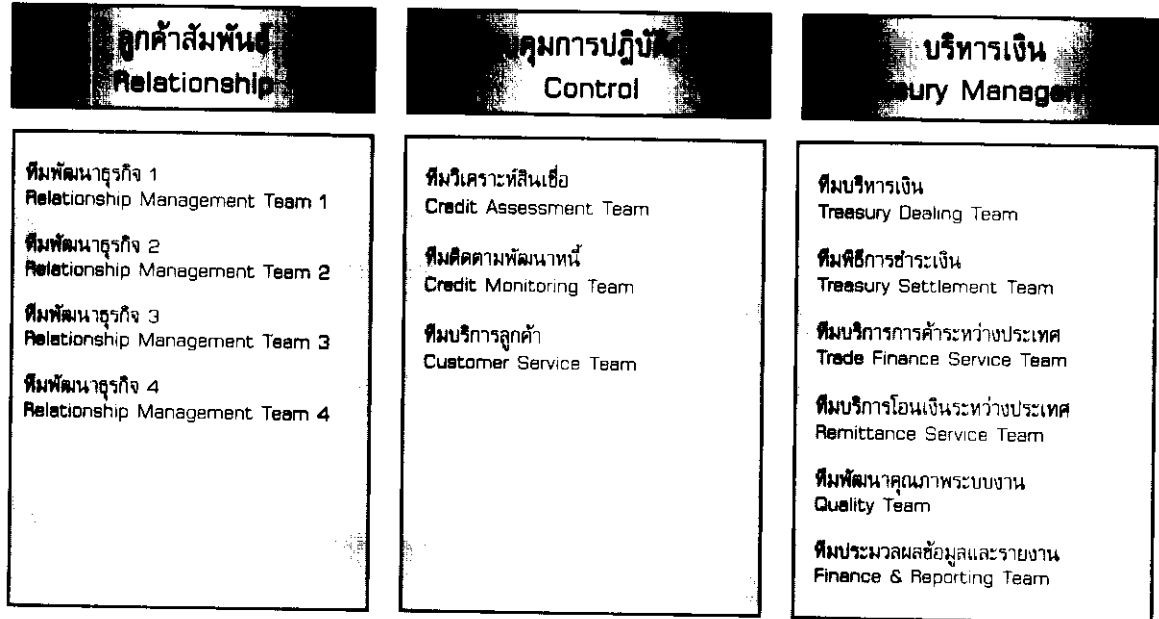 ลูกค้าสัมพันธ์
Relationship
คุมการปฏิบัติ
Control
บริหารเงิน
sury Manage
ทีมพัฒนาธุรกิจ 1
Relationship Management Team 1
ทีมพัฒนาธุรกิจ 2
Relationship Management Team 2
ทีมพัฒนาธุรกิจ 3
Relationship Management Team 3
ทีมพัฒนาธุรกิจ 4
Relationship Management Team 4
ทีมวิเคราะห์สินเชื่อ
Credit Assessment Team
ทีมติดตามพัฒนาหนี้
Credit Monitoring Team
ทีมบริการลูกค้า
Customer Service Team
ทีมบริหารเงิน
Treasury Dealing Team
ทีมพิธีการชำระเงิน
Treasury Settlement Team
ทีมบริการการค้าระหว่างประเทศ
Trade Finance Service Team
ทีมบริการโอนเงินระหว่างประเทศ
Remittance Service Team
ทีมพัฒนาคุณภาพระบบงาน
Quality Team
ทีมประมวลผลข้อมูลและรายงาน
Finance & Reporting Team